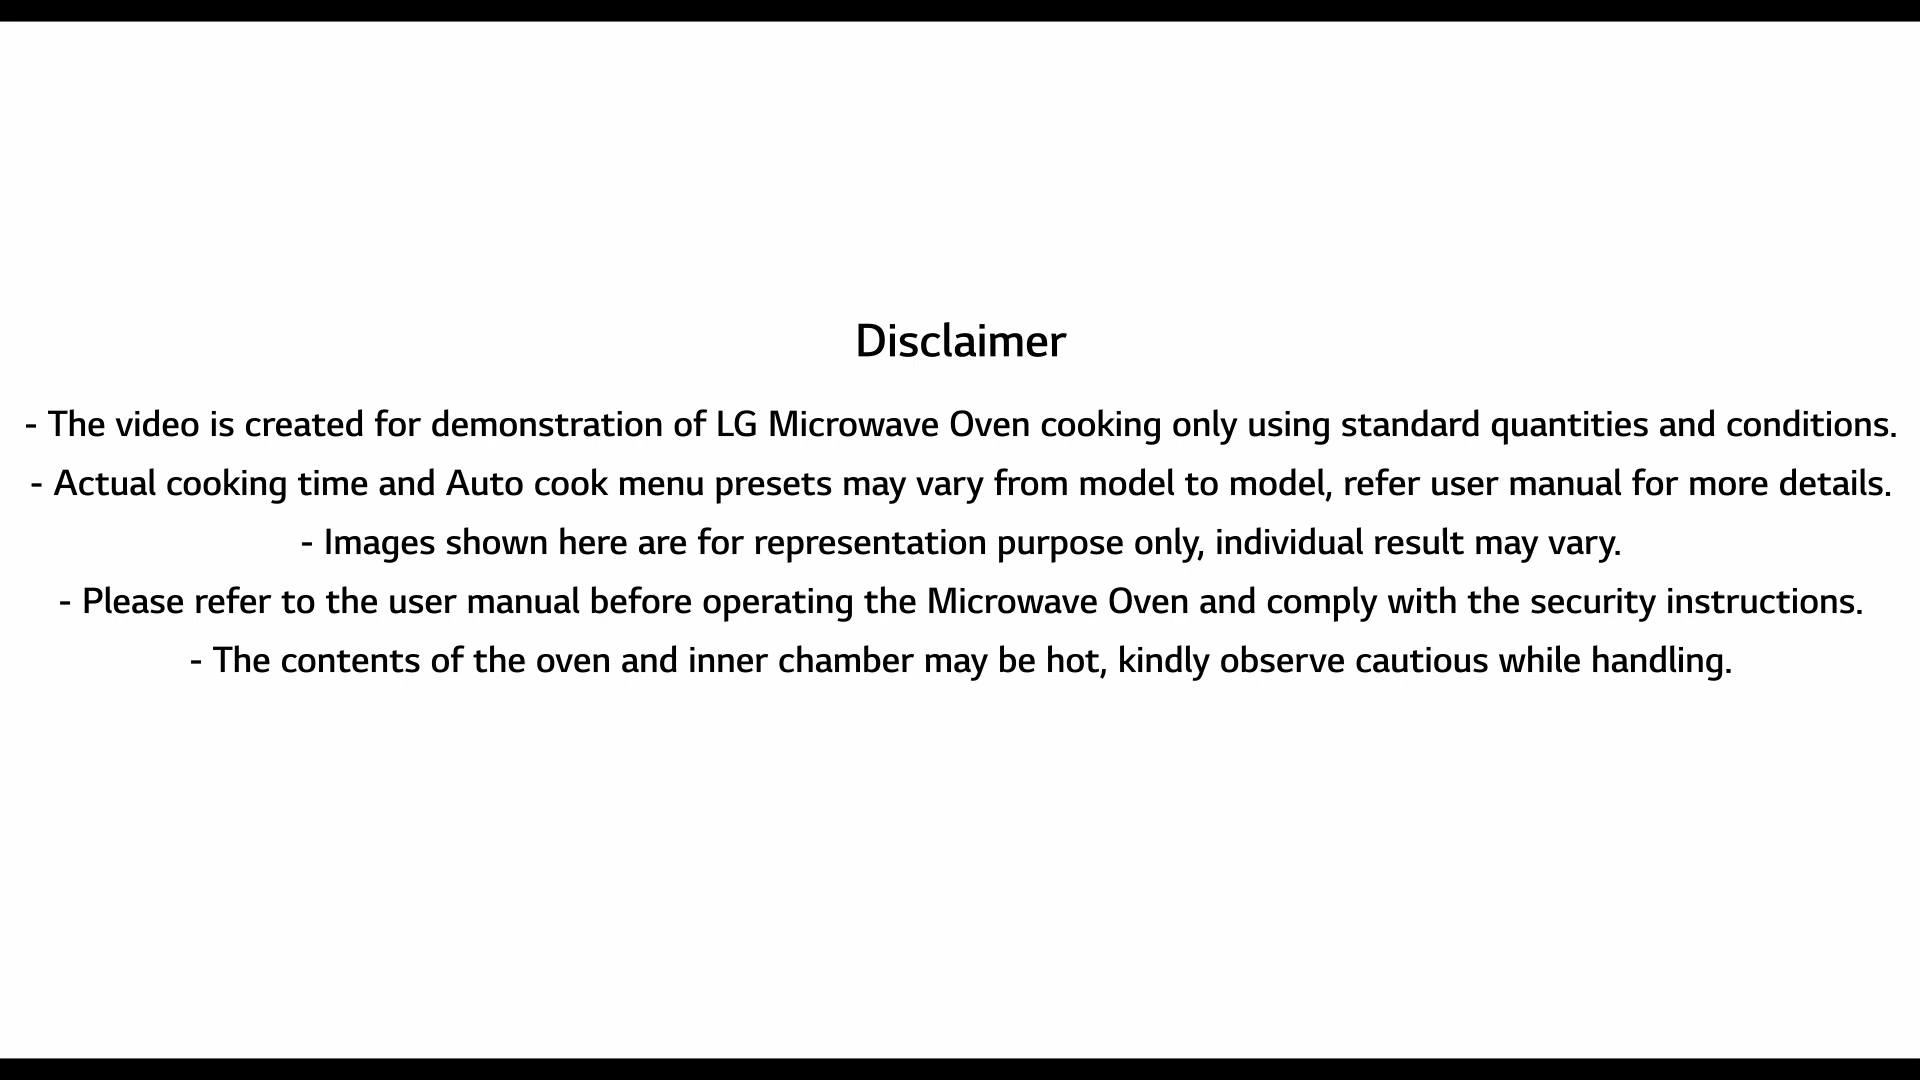 Disclaimer
- The video is created for demonstration of LG Microwave Oven cooking only using standard quantities and conditions.
- Actual cooking time and Auto cook menu presets may vary from model to model, refer user manual for more details.
- Images shown here are for representation purpose only, individual result may vary.
- Please refer to the user manual before operating the Microwave Oven and comply with the security instructions.
- The contents of the oven and inner chamber may be hot, kindly observe cautious while handling.